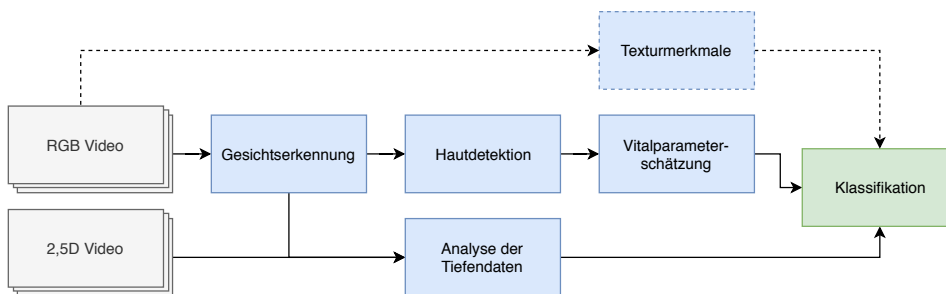 Texturmerkmale
RGB Video
Gesichtserkennung
Hautdetektion
Vitalparameter-
schätzung
Klassifikation
2,5D Video
Analyse der
Tiefendaten